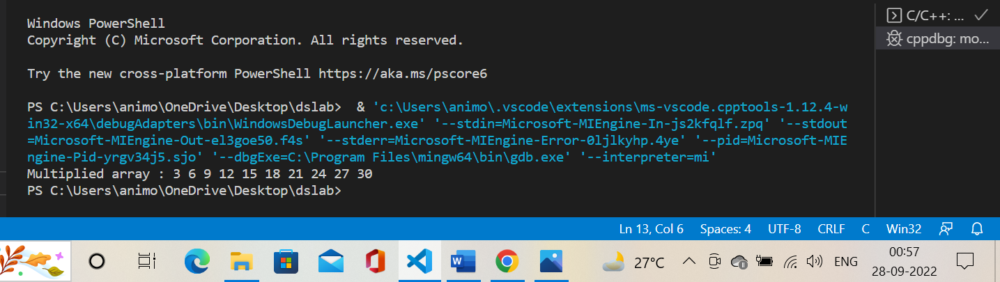 Windows PowerShell
Copyright (C) Microsoft Corporation. All rights reserved.
Try the new cross-platform PowerShell https://aka.ms/pscore6
PS C:\Users\animo\OneDrive\Desktop\dslab>  & 'c:\Users\animo\.vscode\extensions\ms-vscode.cpptools-1.12.4-w
in32-x64\debugAdapters\bin\WindowsDebugLauncher.exe' '--stdin=Microsoft-MIEngine-In-js2kfqlf.zpq' '--stdout
=Microsoft-MIEngine-Out-el3goe50.f4s' '--stderr=Microsoft-MIEngine-Error-0ljlkyhp.4ye' '--pid=Microsoft-MIE
ngine-Pid-yrgv34j5.sjo' '--dbgExe=C:\Program Files\mingw64\bin\gdb.exe' '--interpreter=mi'
Multiplied array : 3 6 9 12 15 18 21 24 27 30
PS C:\Users\animo\OneDrive\Desktop\dslab>
C/C++: ...
cppdbg: mo...
Ln 13, Col 6 Spaces: 4 UTF-8 CRLF C Win32
W
27°C ENG
00:57
28-09-2022